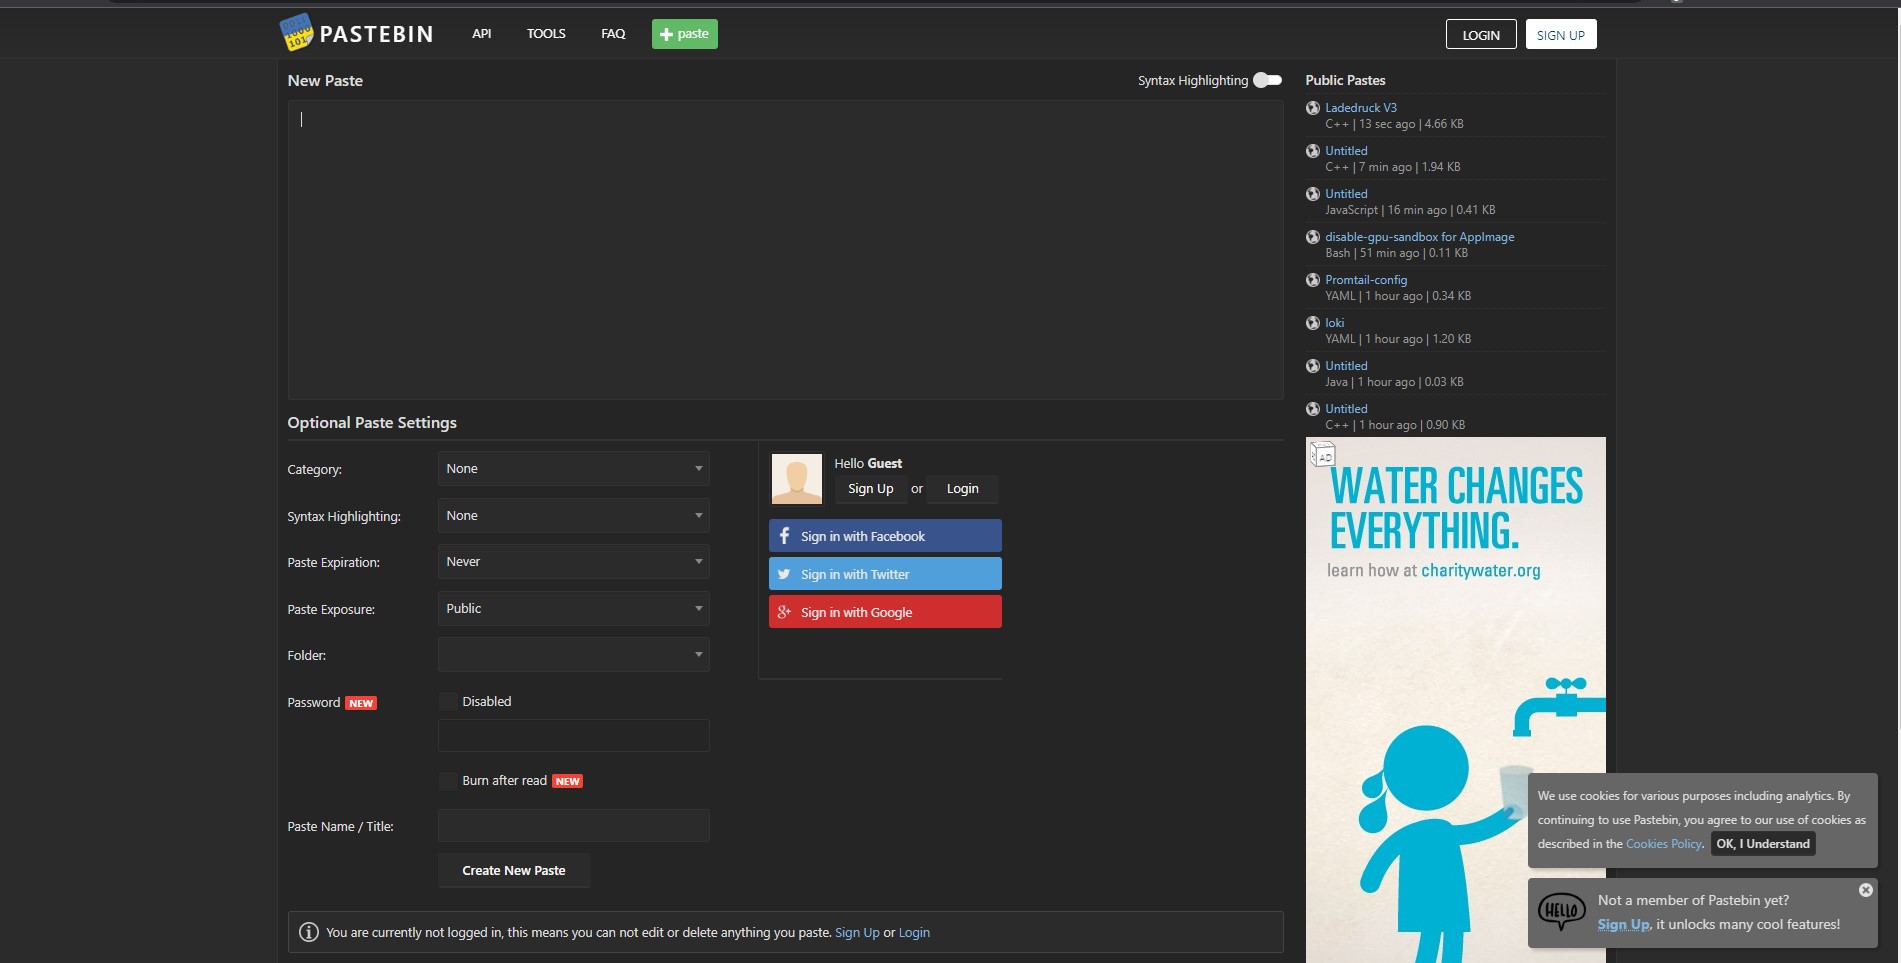 PASTEBIN
API
TOOLS
FAQ
paste
LOGIN
SIGN UP
New Paste
Syntax Highlighting
Optional Paste Settings
Category:
None
Syntax Highlighting:
None
Paste Expiration:
Never
Paste Exposure:
Public
Folder:
Password NEW
Disabled
Burn after read NEW
Paste Name / Title:
Create New Paste
Hello Guest
Sign Up or Login
Sign in with Facebook
Sign in with Twitter
Sign in with Google
You are currently not logged in, this means you can not edit or delete anything you paste. Sign Up or Login
Public Pastes
Ladedruck V3
C++ | 13 sec ago | 4.66 KB
Untitled
C++ | 7 min ago | 1.94 KB
Untitled
JavaScript | 16 min ago | 0.41 KB
disable-gpu-sandbox for AppImage
Bash | 51 min ago | 0.11 KB
Promtail-config
YAML | 1 hour ago | 0.34 KB
loki
YAML | 1 hour ago | 1.20 KB
Untitled
Java | 1 hour ago | 0.03 KB
Untitled
C++ | 1 hour ago | 0.90 KB
AD
WATER CHANGES
EVERYTHING.
learn how at charitywater.org
We use cookies for various purposes including analytics. By
continuing to use Pastebin, you agree to our use of cookies as
described in the Cookies Policy. OK, I Understand
HELLO
Not a member of Pastebin yet?
Sign Up, it unlocks many cool features!